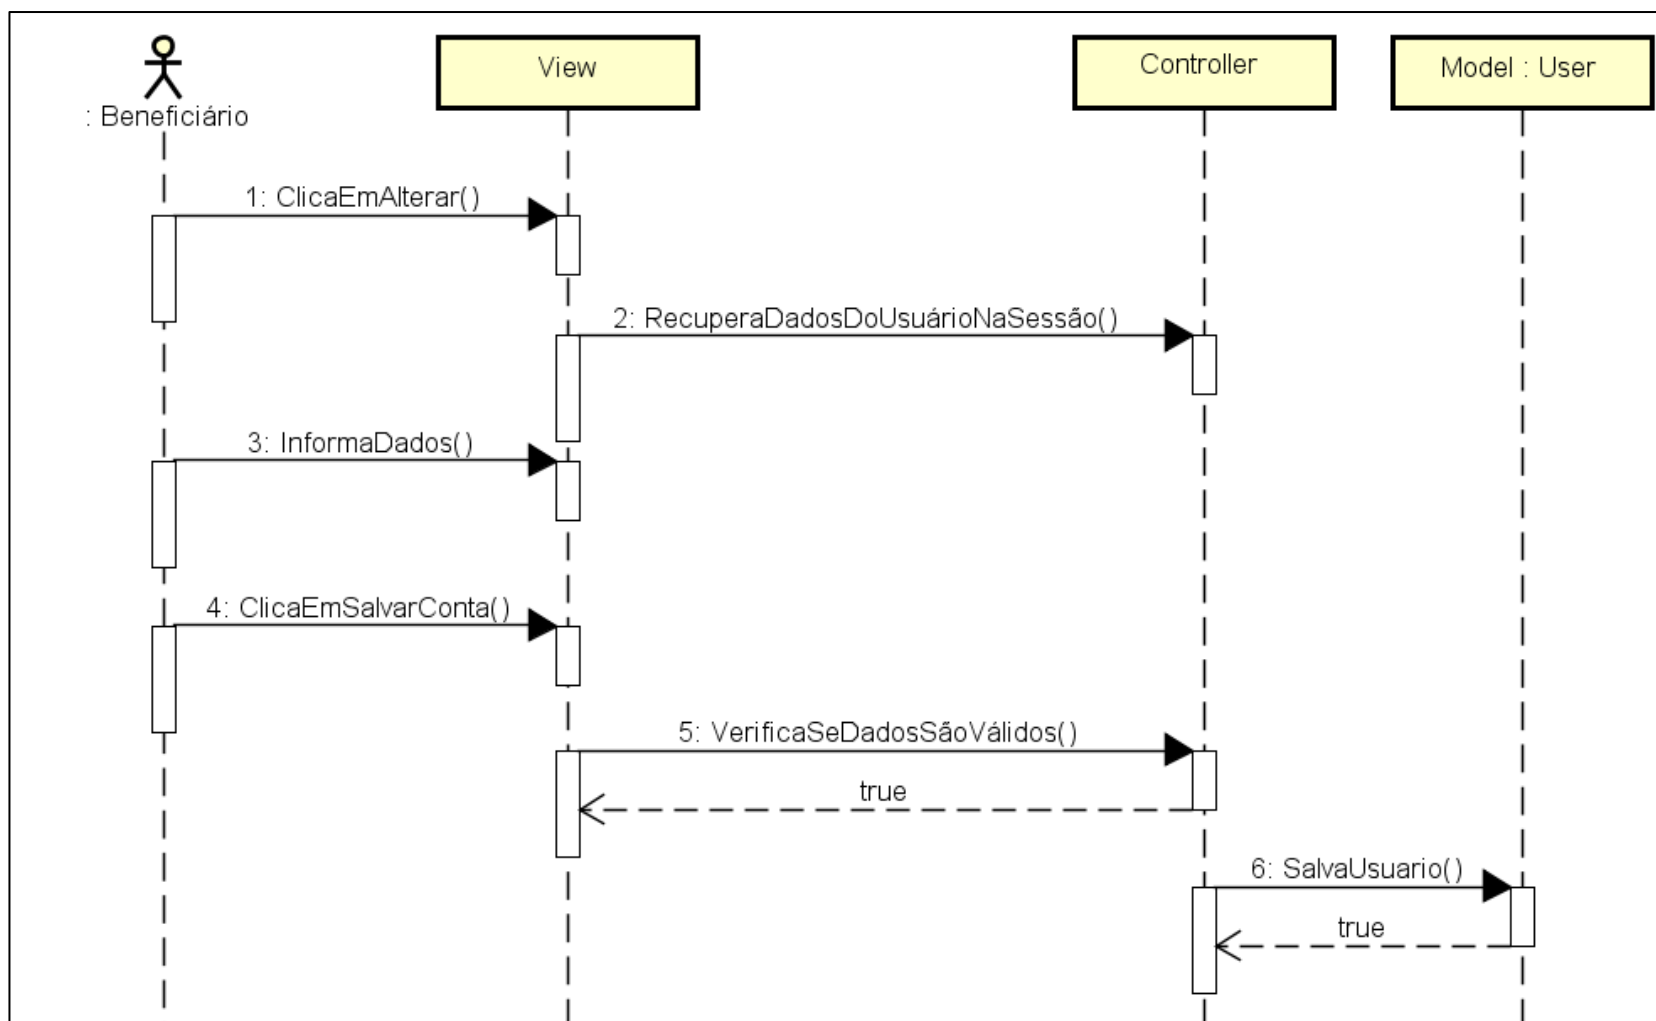 : Beneficiário
View
Controller
Model : User
1: ClicaEmAlterar()
2: RecuperaDadosDoUsuárioNaSessão()
3: InformaDados()
4: ClicaEmSalvarConta()
5: VerificaSeDadosSãoVálidos()
true
6: SalvaUsuario()
true